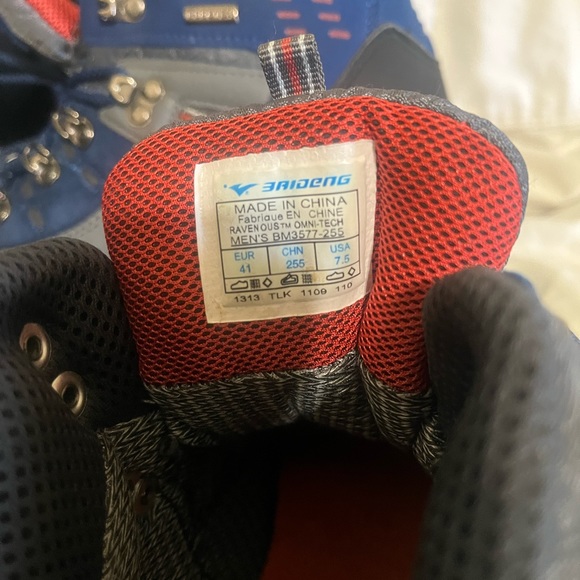 BAIDENG
MADE IN CHINA
Fabrique EN CHINE
RAVENOUS™ OMNI-TECH
MEN'S BM3577-255
EUR CHN USA
41 255 7.5
1313 TLK 1109 110